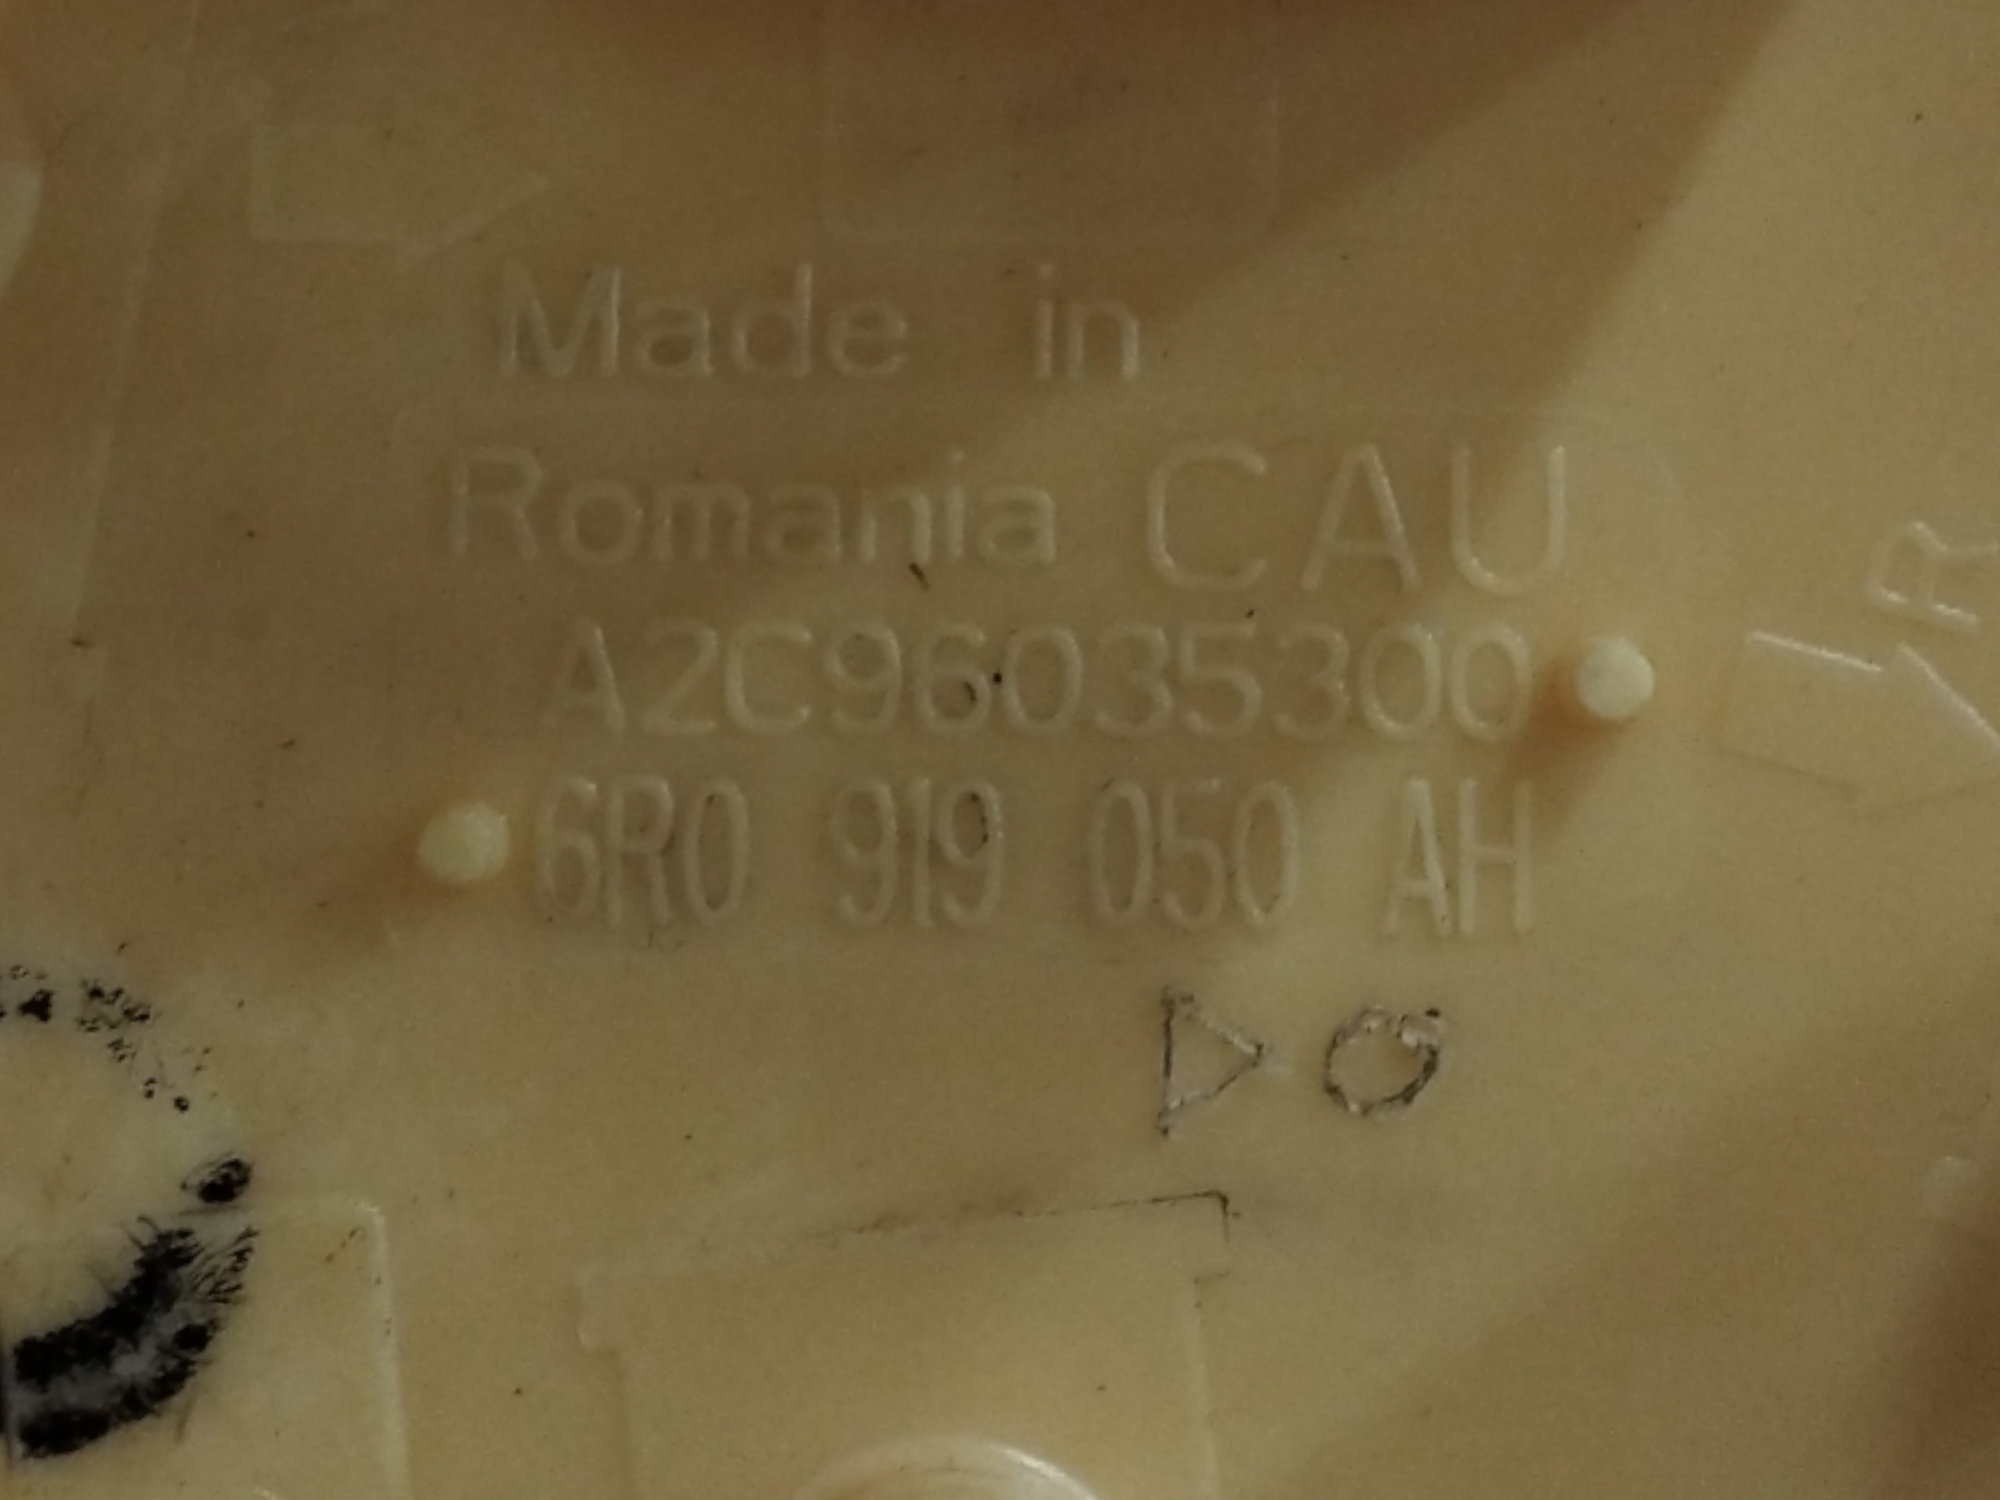 Made in
Romania CAU
A2C96035300
6R0 919 050 AH
R